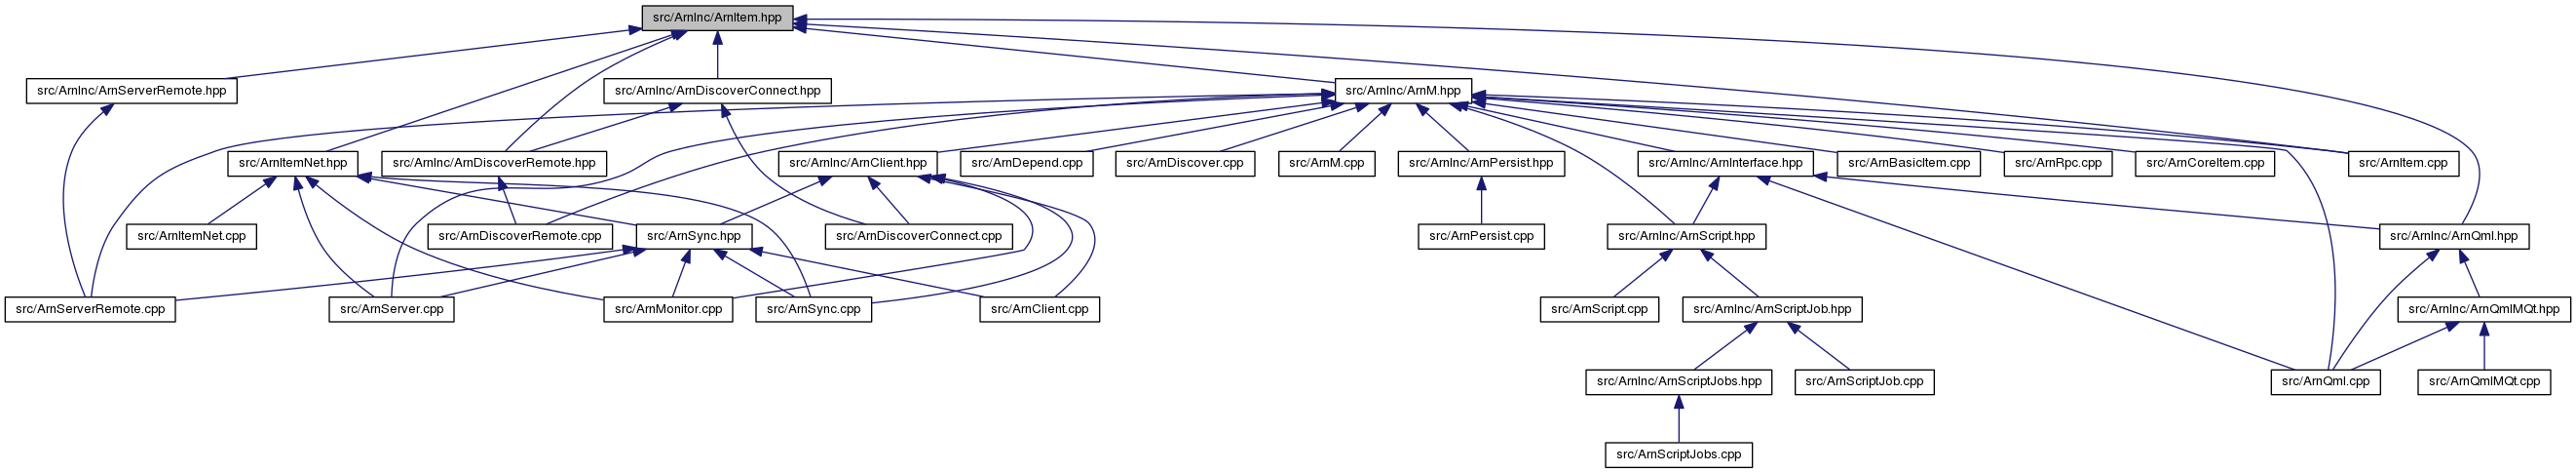 src/ArnInc/ArnItem.hpp
src/ArnInc/ArnServerRemote.hpp
src/ArnInc/ArnDiscoverConnect.hpp
src/ArnInc/ArnM.hpp
src/ArnItemNet.hpp
src/ArnInc/ArnDiscoverRemote.hpp
src/ArnInc/ArnClient.hpp
src/ArnDepend.cpp
src/ArnDiscover.cpp
src/ArnM.cpp
src/ArnInc/ArnPersist.hpp
src/ArnInc/ArnInterface.hpp
src/ArnBasicItem.cpp
src/ArnRpc.cpp
src/ArnCoreItem.cpp
src/ArnItem.cpp
src/ArnItemNet.cpp
src/ArnDiscoverRemote.cpp
src/ArnSync.hpp
src/ArnDiscoverConnect.cpp
src/ArnPersist.cpp
src/ArnInc/ArnScript.hpp
src/ArnInc/ArnQml.hpp
src/ArnServerRemote.cpp
src/ArnServer.cpp
src/ArnMonitor.cpp
src/ArnSync.cpp
src/ArnClient.cpp
src/ArnScript.cpp
src/ArnInc/ArnScriptJob.hpp
src/ArnInc/ArnQmlMQt.hpp
src/ArnInc/ArnScriptJobs.hpp
src/ArnScriptJob.cpp
src/ArnQml.cpp
src/ArnQmlMQt.cpp
src/ArnScriptJobs.cpp